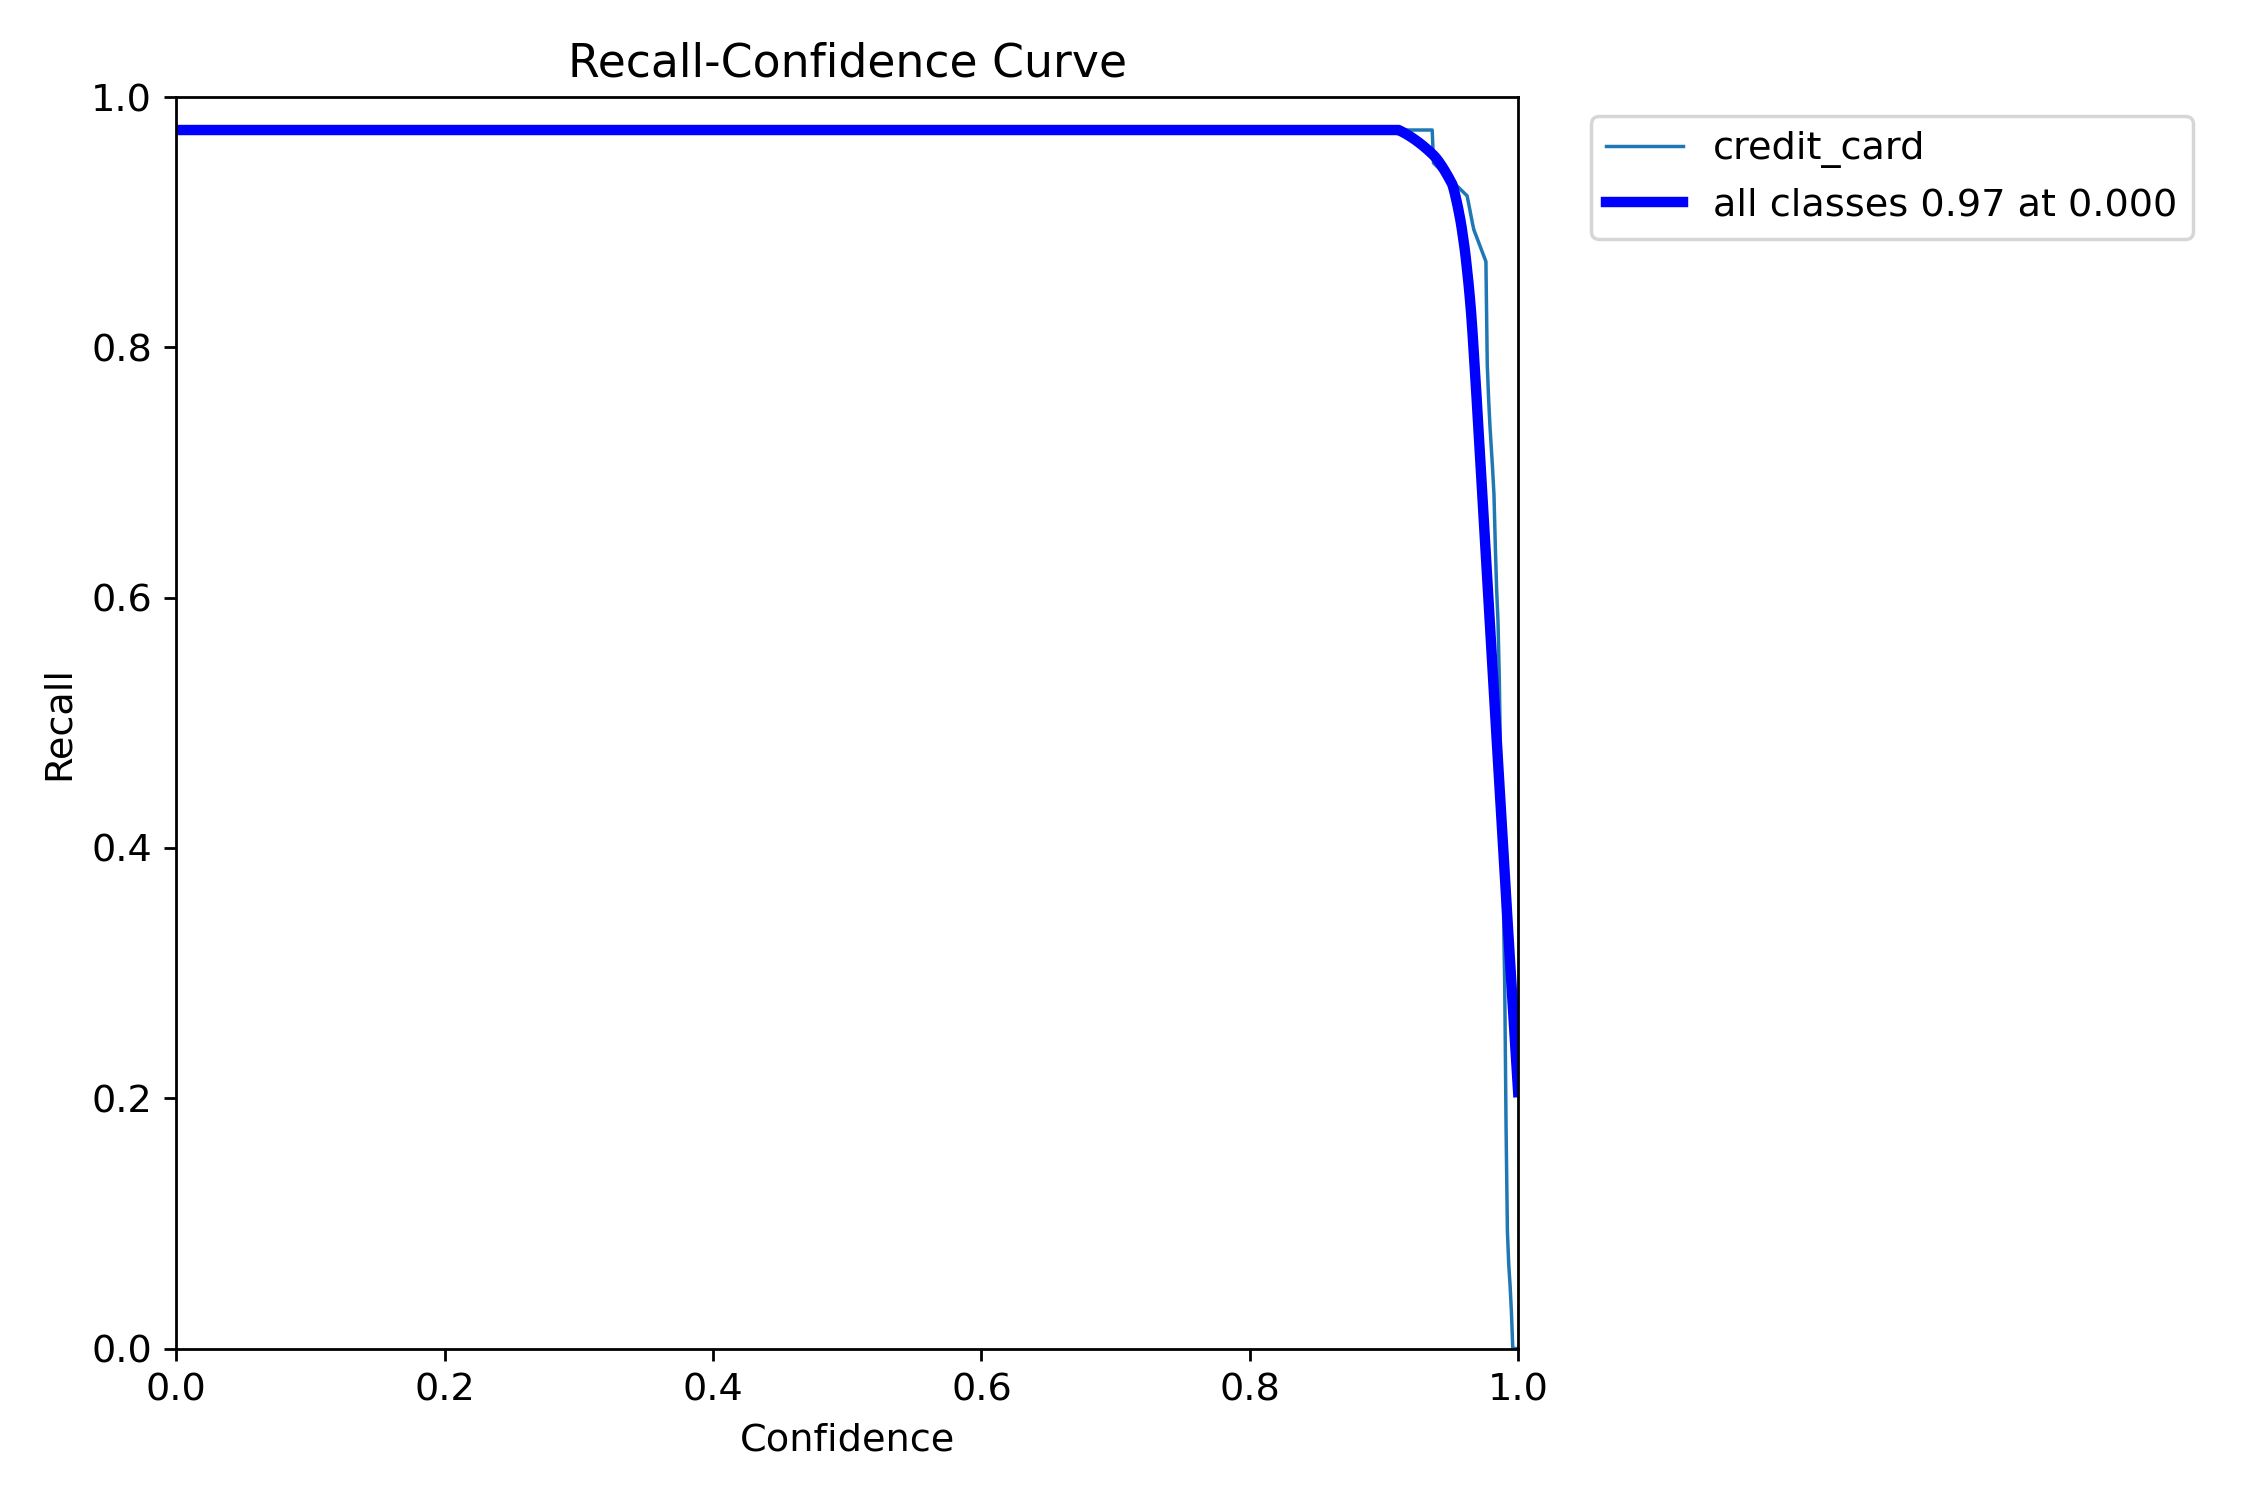 Recall-Confidence Curve
1.0
0.8
0.6
0.4
0.2
0.0
Recall
0.0 0.2 0.4 0.6 0.8 1.0
Confidence
credit_card
all classes 0.97 at 0.000